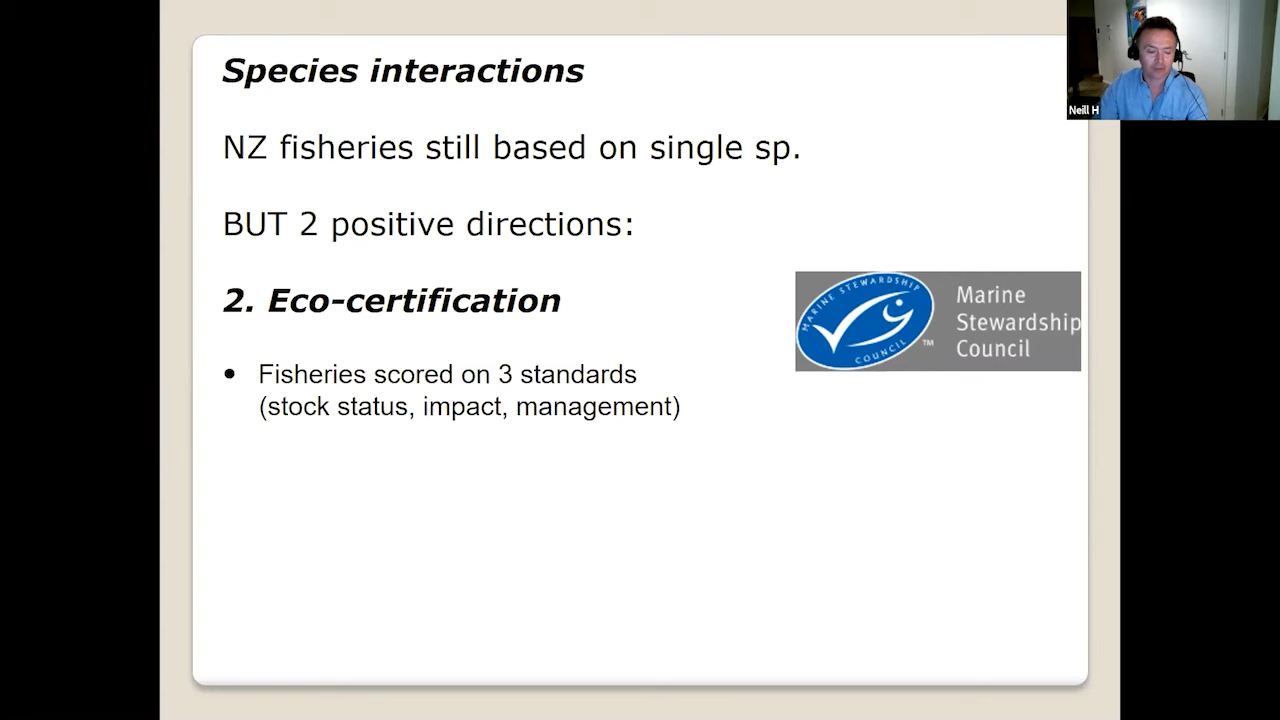 Species interactions
Neill H
NZ fisheries still based on single sp.
BUT 2 positive directions:
2. Eco-certification
MARINE STEWARDSHIP
COUNCIL
TM
Marine
Stewardship
Council
• Fisheries scored on 3 standards
(stock status, impact, management)